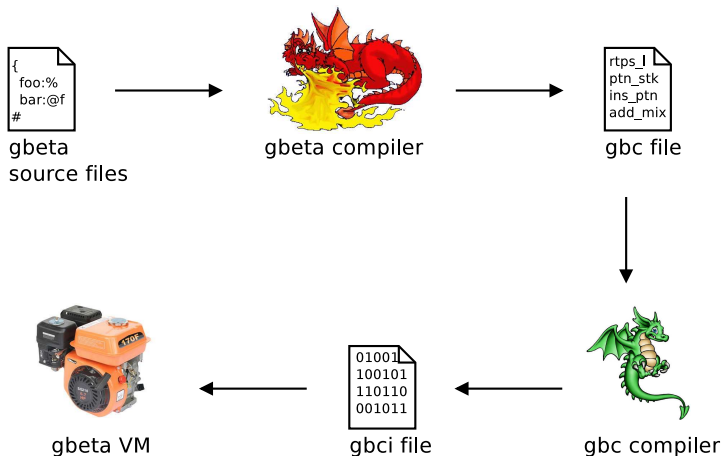 {
foo:%
bar:@f
#
gbeta
source files
gbeta compiler
rtps_l
ptn_stk
ins_ptn
add_mix
gbc file
170F
gbeta VM
01001
100101
110110
001011
gbci file
gbc compiler